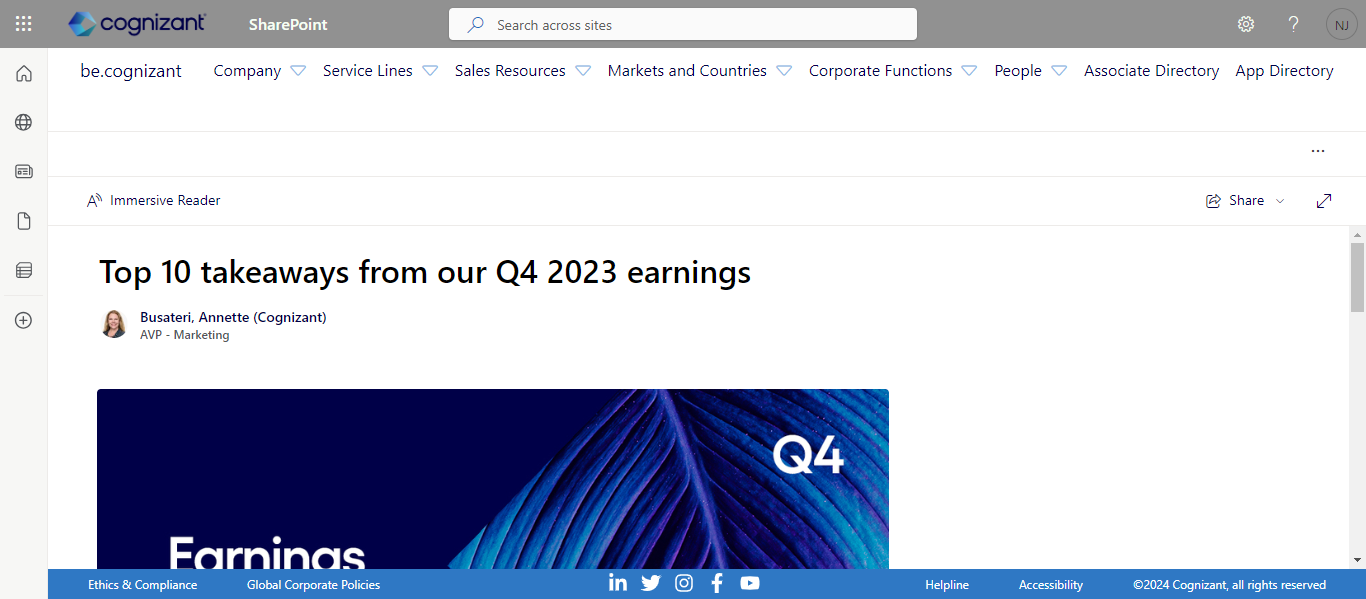 cognizant SharePoint Search across sites ? NJ
be.cognizant Company Service Lines Sales Resources Markets and Countries Corporate Functions People Associate Directory App Directory
...
Immersive Reader Share
Top 10 takeaways from our Q4 2023 earnings
Busateri, Annette (Cognizant)
AVP - Marketing
Q4
Earnings
Ethics & Compliance Global Corporate Policies Helpline Accessibility ©2024 Cognizant, all rights reserved